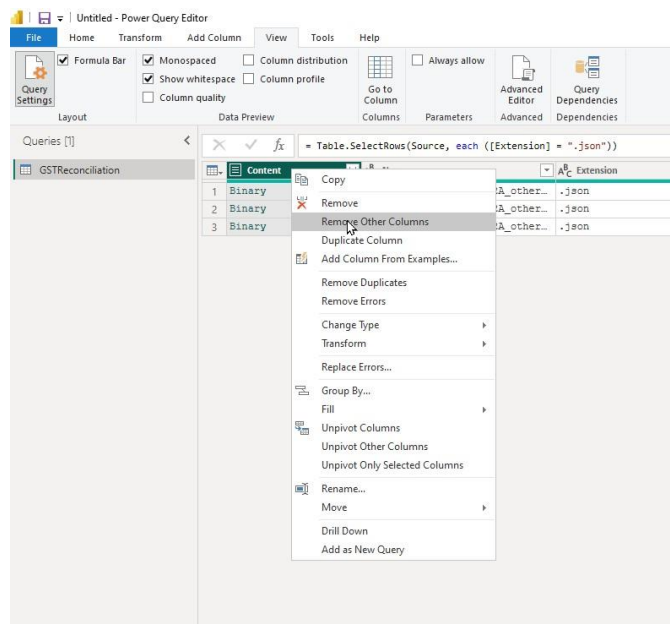 Untitled - Power Query Editor
File Home Transform Add Column View Tools Help
Query Settings
Formula Bar
Monospaced
Show whitespace
Column quality
Column distribution
Column profile
Go to Column
Always allow
Advanced Editor
Query Dependencies
Layout Data Preview Columns Parameters Advanced Dependencies
Queries [1]
fx = Table.SelectRows(Source, each ([Extension] = ".json"))
GSTReconciliation
Content ABC Extension
1 Binary A_other... .json
2 Binary A_other... .json
3 Binary A_other... .json
Copy
Remove
Remove Other Columns
Duplicate Column
Add Column From Examples...
Remove Duplicates
Remove Errors
Change Type
Transform
Replace Errors...
Group By...
Fill
Unpivot Columns
Unpivot Other Columns
Unpivot Only Selected Columns
Rename...
Move
Drill Down
Add as New Query